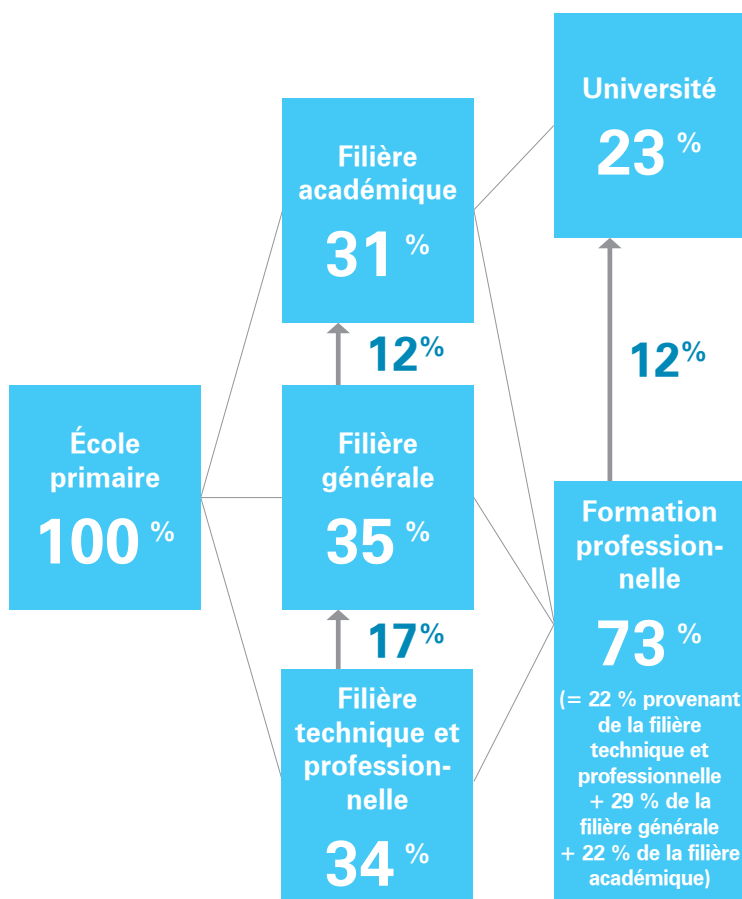 École
primaire
100 %
Filière
académique
31 %
12%
Filière
générale
35 %
17%
Filière
technique et
profession-
nelle
34 %
Université
23 %
12%
Formation
profession-
nelle
73 %
(= 22 % provenant
de la filière
technique et
professionnelle
+ 29 % de la
filière générale
+ 22 % de la filière
académique)